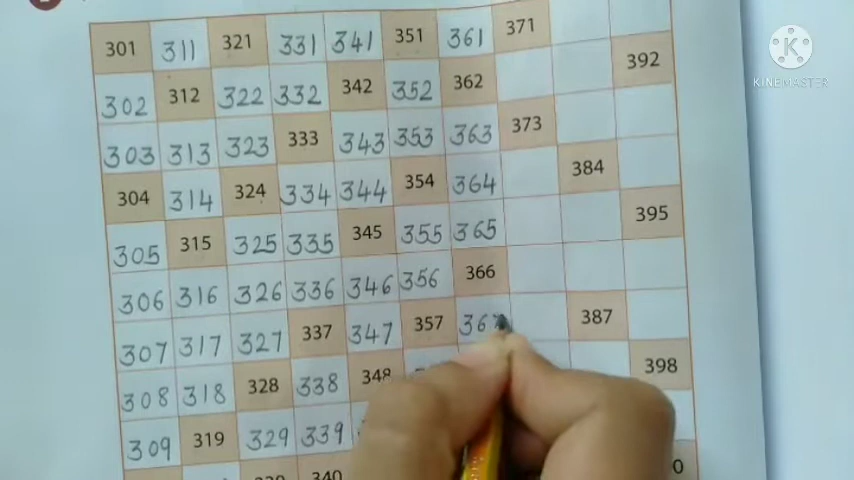 301 311 321 331 341 351 361 371
302 312 322 332 342 352 362 392
303 313 323 333 343 353 363 373
304 314 324 334 344 354 364 384
305 315 325 335 345 355 365 395
306 316 326 336 346 356 366
307 317 327 337 347 357 367 387
308 318 328 338 348 398
309 319 329 339
340
KINEMASTER